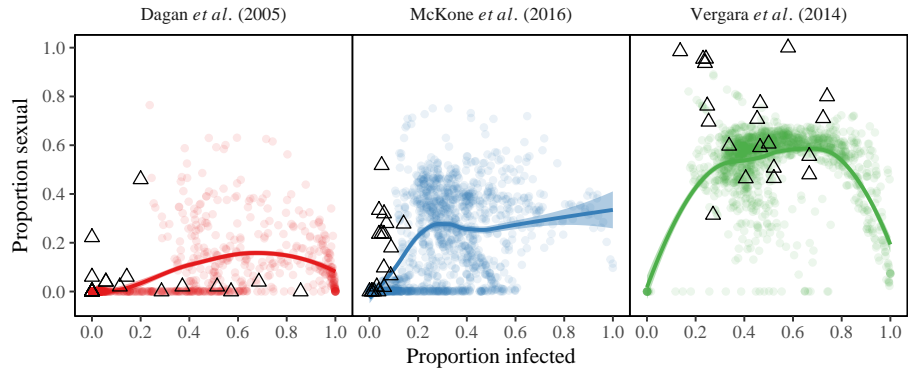 Dagan et al. (2005) McKone et al. (2016) Vergara et al. (2014)
Proportion sexual
1.0
0.8
0.6
0.4
0.2
0.0
0.0 0.2 0.4 0.6 0.8 1.0 0.0 0.2 0.4 0.6 0.8 1.0 0.0 0.2 0.4 0.6 0.8 1.0
Proportion infected